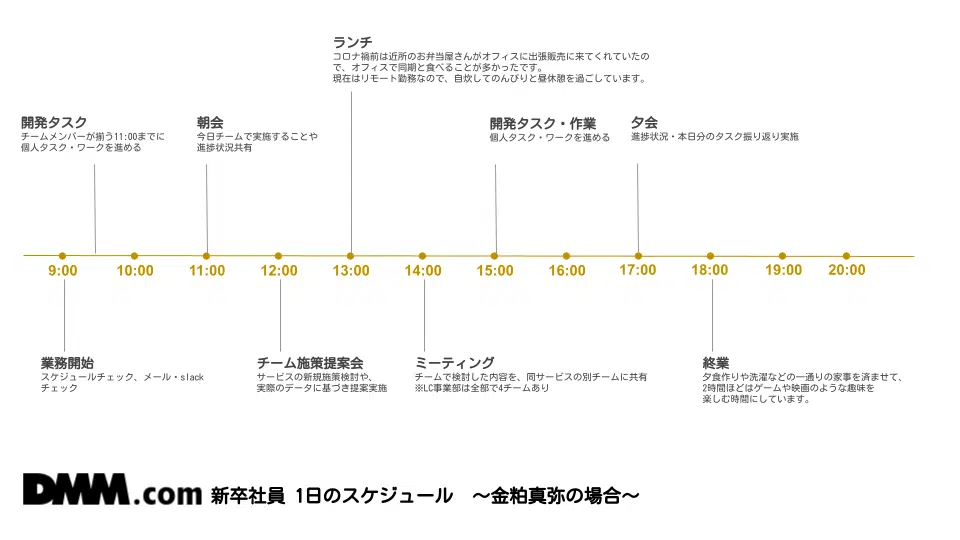 ランチ
コロナ禍前は近所のお弁当屋さんがオフィスに出張販売に来てくれていたの
で、オフィスで同期と食べることが多かったです。
現在はリモート勤務なので、自炊してのんびりと昼休憩を過ごしています。
開発タスク
チームメンバーが揃う11:00までに
個人タスク・ワークを進める
朝会
今日チームで実施することや
進捗状況共有
開発タスク・作業
個人タスク・ワークを進める
夕会
進捗状況・本日分のタスク振り返り実施
9:00 10:00 11:00 12:00 13:00 14:00 15:00 16:00 17:00 18:00 19:00 20:00
業務開始
スケジュールチェック、メール・slack
チェック
チーム施策提案会
サービスの新規施策検討や、
実際のデータに基づき提案実施
ミーティング
チームで検討した内容を、同サービスの別チームに共有
※LC事業部は全部で4チームあり
終業
夕食作りや洗濯などの一通りの家事を済ませて、
2時間ほどはゲームや映画のような趣味を
楽しむ時間にしています。
DMM.com 新卒社員 1日のスケジュール ～金粕真弥の場合～